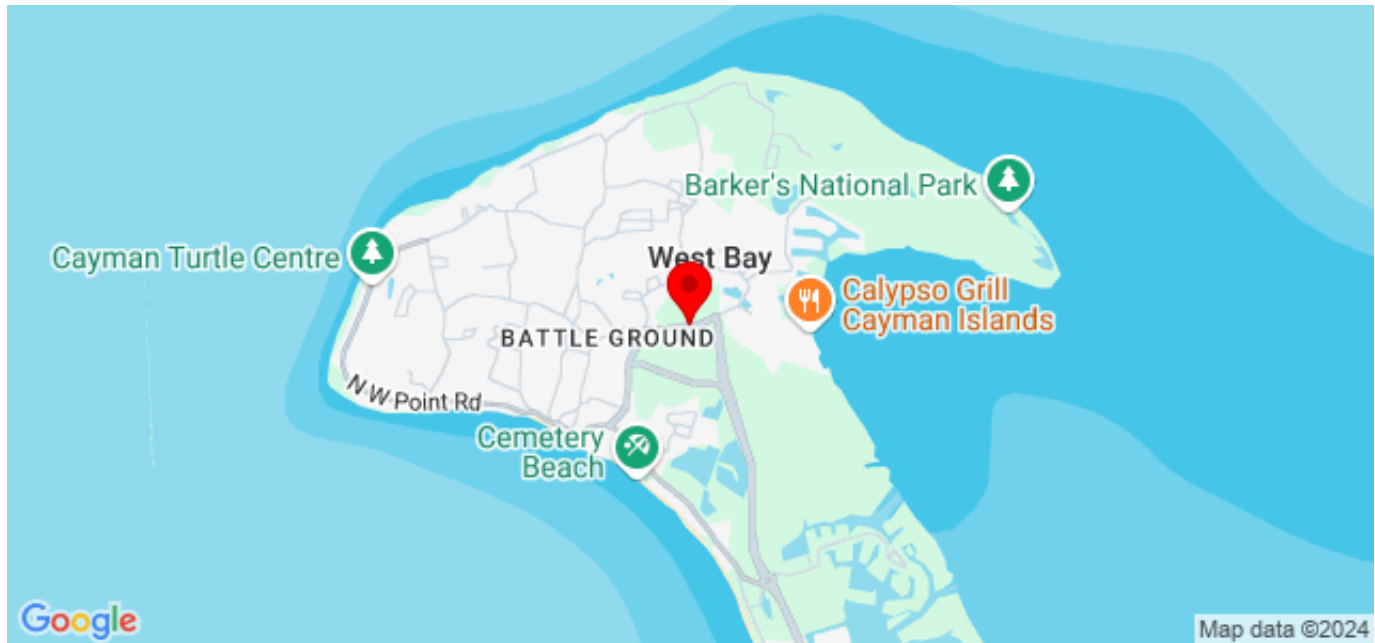 Barker's National Park
Cayman Turtle Centre
West Bay
Calypso Grill
Cayman Islands
BATTLE GROUND
N W Point Rd
Cemetery
Beach
Google
Map data ©2024